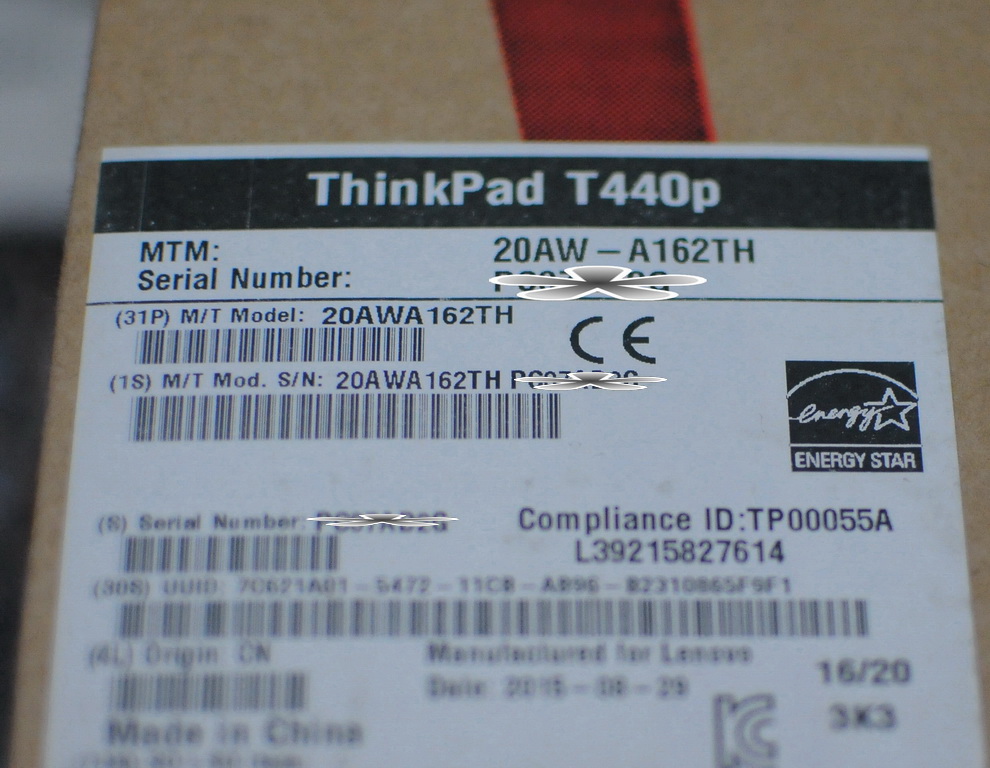 ThinkPad T440p
MTM: 20AW – A162TH
Serial Number:
(31P) M/T Model: 20AWA162TH
CE
(1S) M/T Mod. S/N: 20AWA162TH
energy
ENERGY STAR
(S) Serial Number:
Compliance ID:TP00055A
L39215827614
(30S) UUID:
(4L) Origin: CN
Manufactured for Lenovo
Date: 2015-08-29
16/20
3K3
Made in China